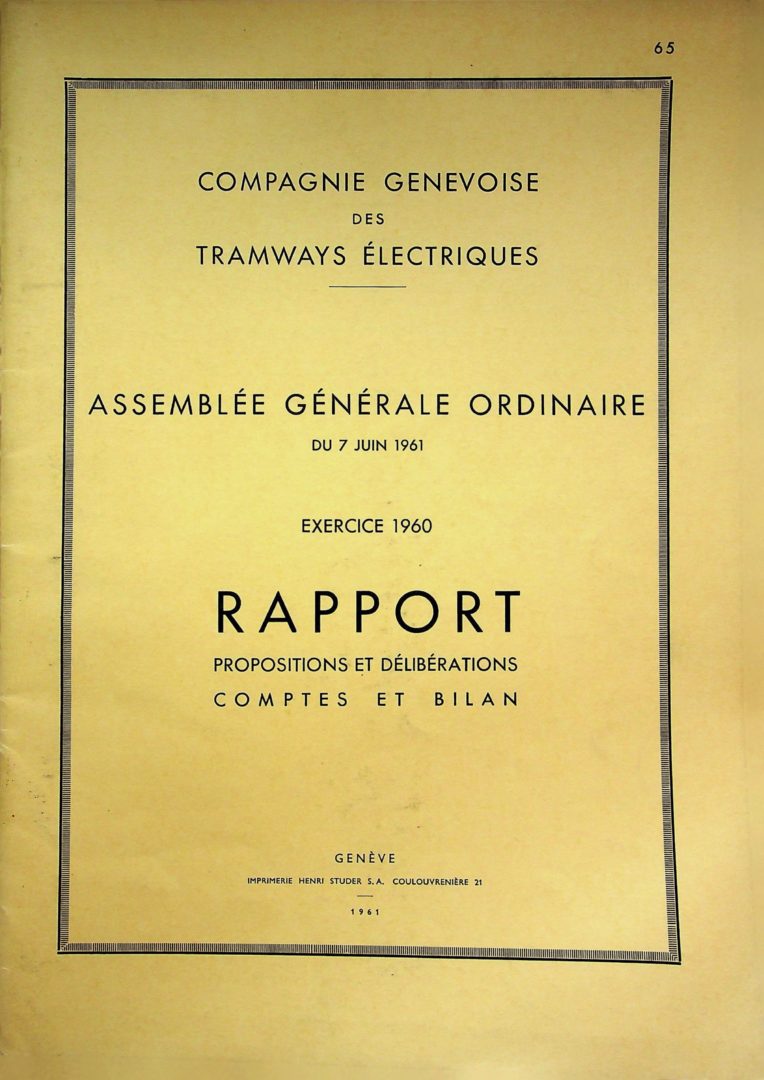 65
COMPAGNIE GENEVOISE
DES
TRAMWAYS ÉLECTRIQUES
ASSEMBLÉE GÉNÉRALE ORDINAIRE
DU 7 JUIN 1961
EXERCICE 1960
RAPPORT
PROPOSITIONS ET DÉLIBÉRATIONS
COMPTES ET BILAN
GENÈVE
IMPRIMERIE HENRI STUDER S.A. COULOUVRENIÈRE 21
1961